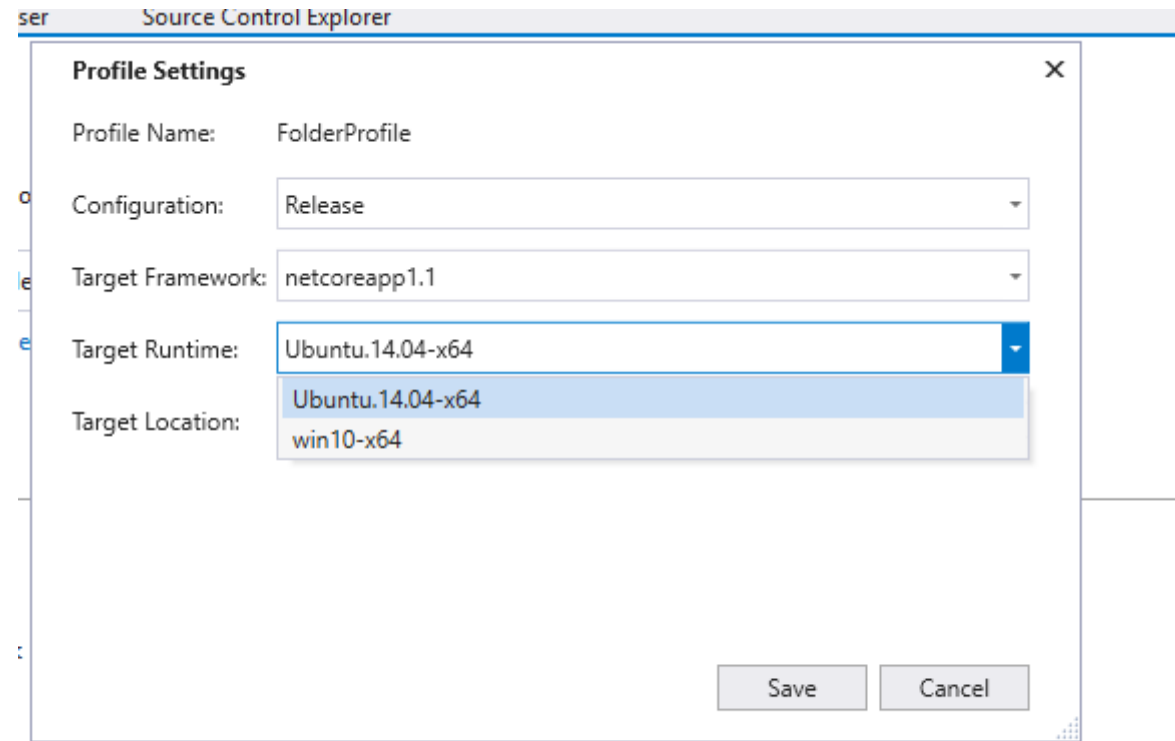 ser Source Control Explorer
Profile Settings
Profile Name: FolderProfile
Configuration: Release
Target Framework: netcoreapp1.1
Target Runtime: Ubuntu.14.04-x64
Ubuntu.14.04-x64
Target Location:
win10-x64
Save Cancel